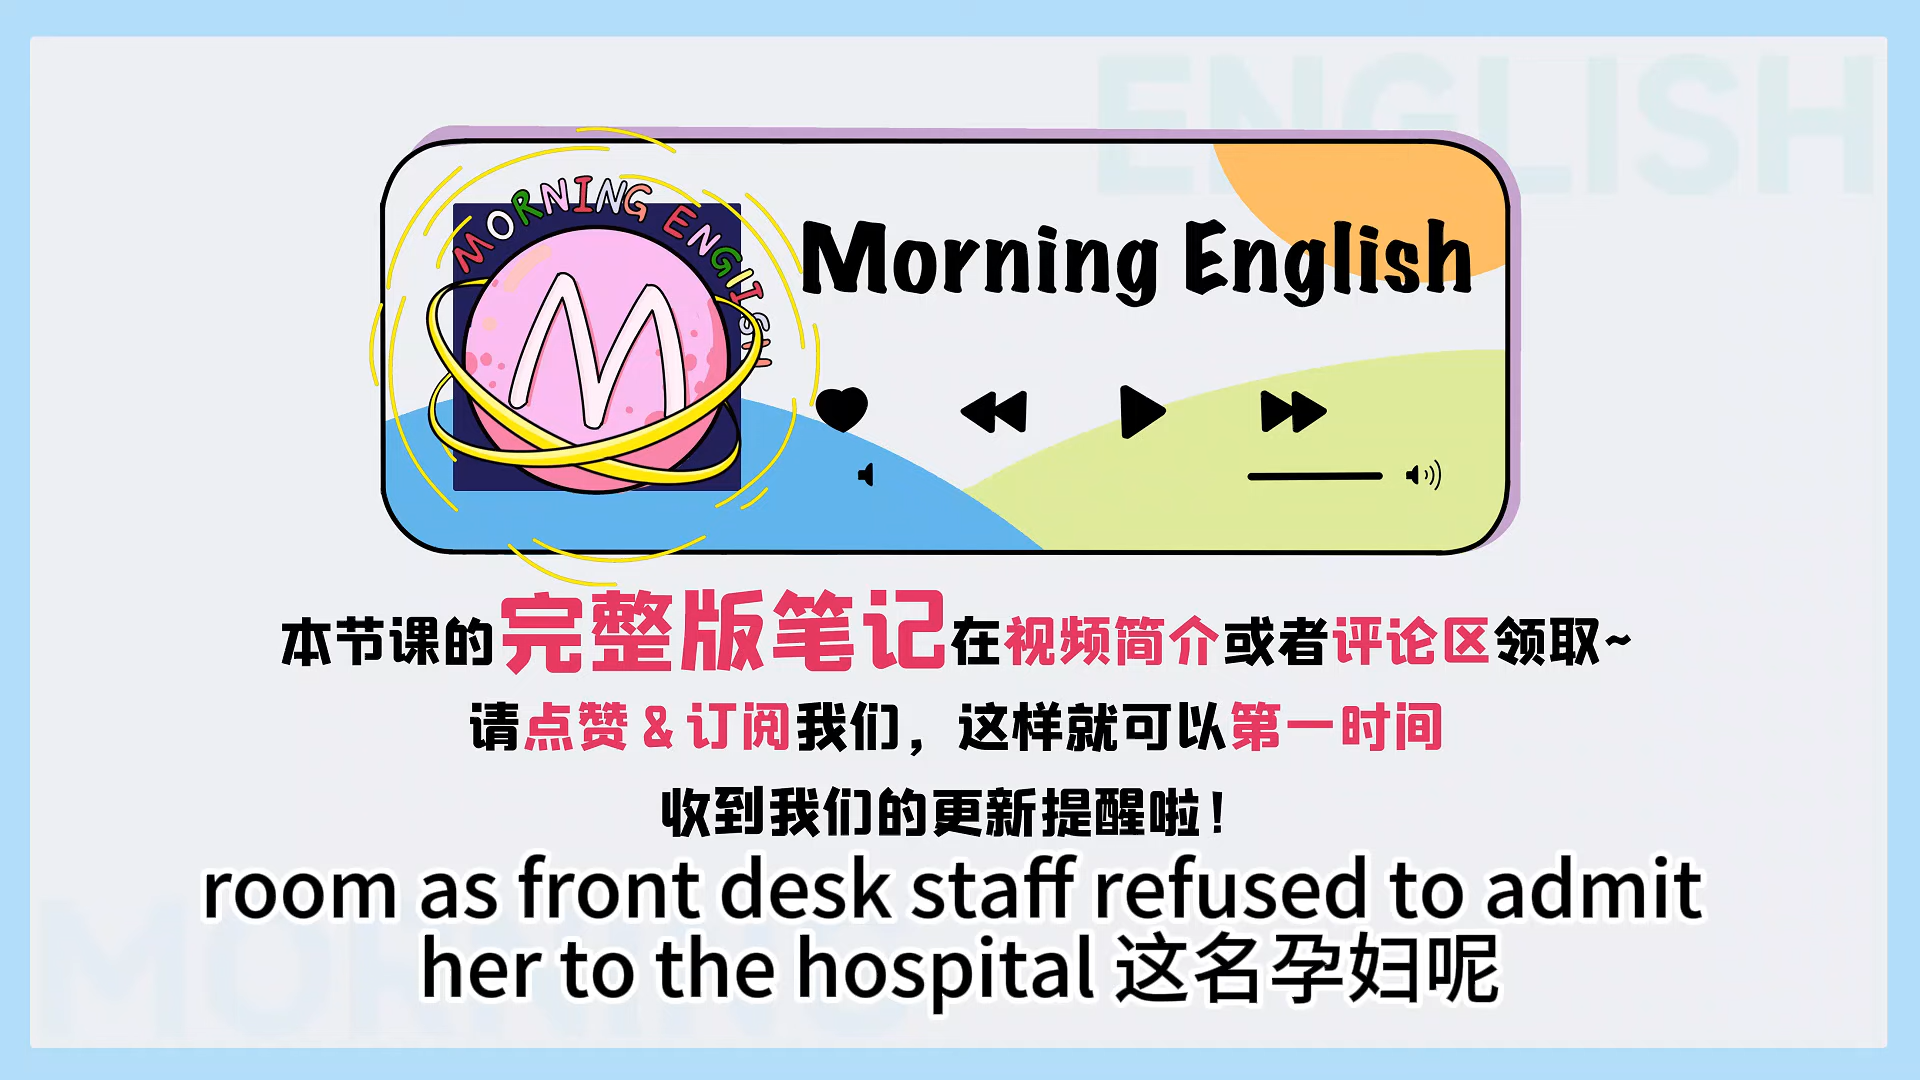 ENGLISH
MORNING ENGLISH
M
Morning English
本节课的完整版笔记在视频简介或者评论区领取~
请点赞&订阅我们，这样就可以第一时间
收到我们的更新提醒啦！
room as front desk staff refused to admit
her to the hospital 这名孕妇呢
MORNING